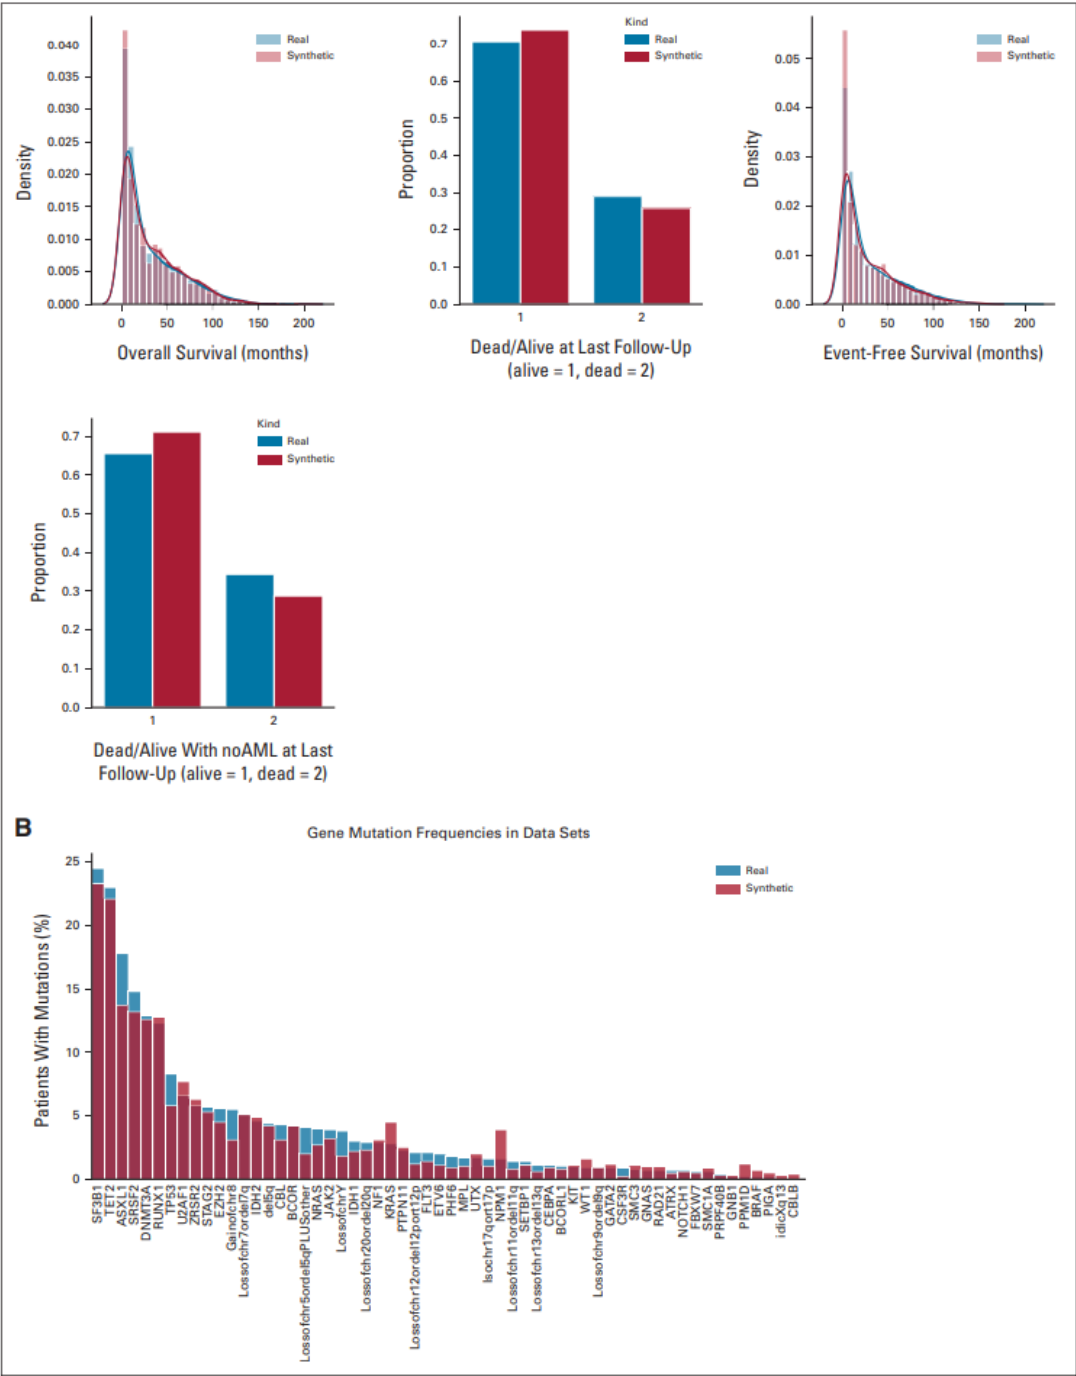 Density
0.040
0.035
0.030
0.025
0.020
0.015
0.010
0.005
0.000
0
50
100
150
200
Overall Survival (months)
Real
Synthetic
Proportion
0.7
0.6
0.5
0.4
0.3
0.2
0.1
0.0
1
2
Dead/Alive at Last Follow-Up
(alive = 1, dead = 2)
Kind
Real
Synthetic
Density
0.05
0.04
0.03
0.02
0.01
0.00
0
50
100
150
200
Event-Free Survival (months)
Real
Synthetic
Proportion
0.7
0.6
0.5
0.4
0.3
0.2
0.1
0.0
1
2
Dead/Alive With noAML at Last
Follow-Up (alive = 1, dead = 2)
Kind
Real
Synthetic
B
Gene Mutation Frequencies in Data Sets
Real
Synthetic
Patients With Mutations (%)
25
20
15
10
5
0
SF3B1
TET2
ASXL1
SRSF2
DNMT3A
RUNX1
TP53
U2AF1
ZRSR2
STAG2
EZH2
Gainofchr8
Lossofchr7ordel7q
IDH2
del5q
CBL
BCOR
Lossofchr5ordel5qPLUSother
NRAS
JAK2
LossofchrY
IDH1
Lossofchr20ordel20q
NF1
KRAS
PTPN11
Lossofchr12ordel12port12p
FLT3
ETV6
PHF6
MPL
UTX
Isochr17qort17p
NPM1
Lossofchr11ordel11q
SETBP1
Lossofchr13ordel13q
CEBPA
BCORL1
KIT
WT1
Lossofchr9ordel9q
GATA2
CSF3R
SMC3
GNAS
RAD21
ATRX
NOTCH1
FBXW7
SMC1A
PRPF40B
GNB1
PPM1D
BRAF
PIGA
idicXq13
CBLB